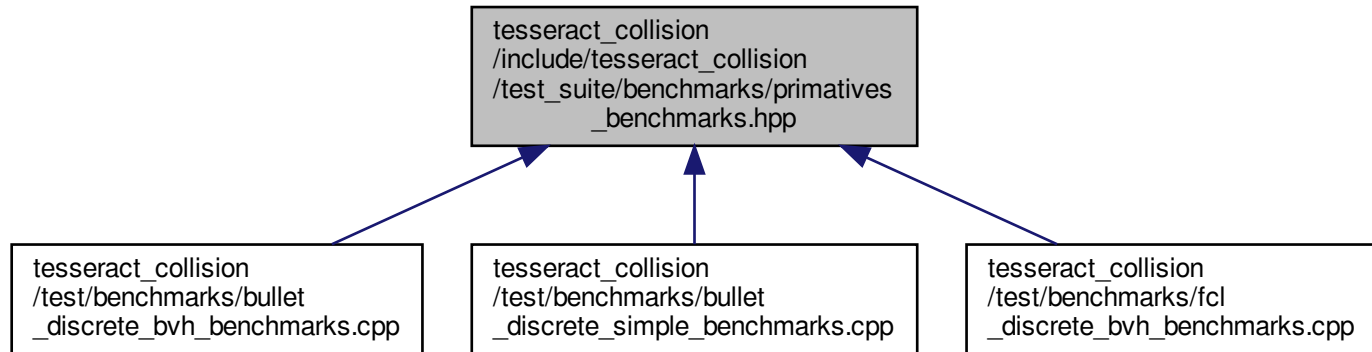 tesseract_collision
/include/tesseract_collision
/test_suite/benchmarks/primatives
_benchmarks.hpp
tesseract_collision
/test/benchmarks/bullet
_discrete_bvh_benchmarks.cpp
tesseract_collision
/test/benchmarks/bullet
_discrete_simple_benchmarks.cpp
tesseract_collision
/test/benchmarks/fcl
_discrete_bvh_benchmarks.cpp